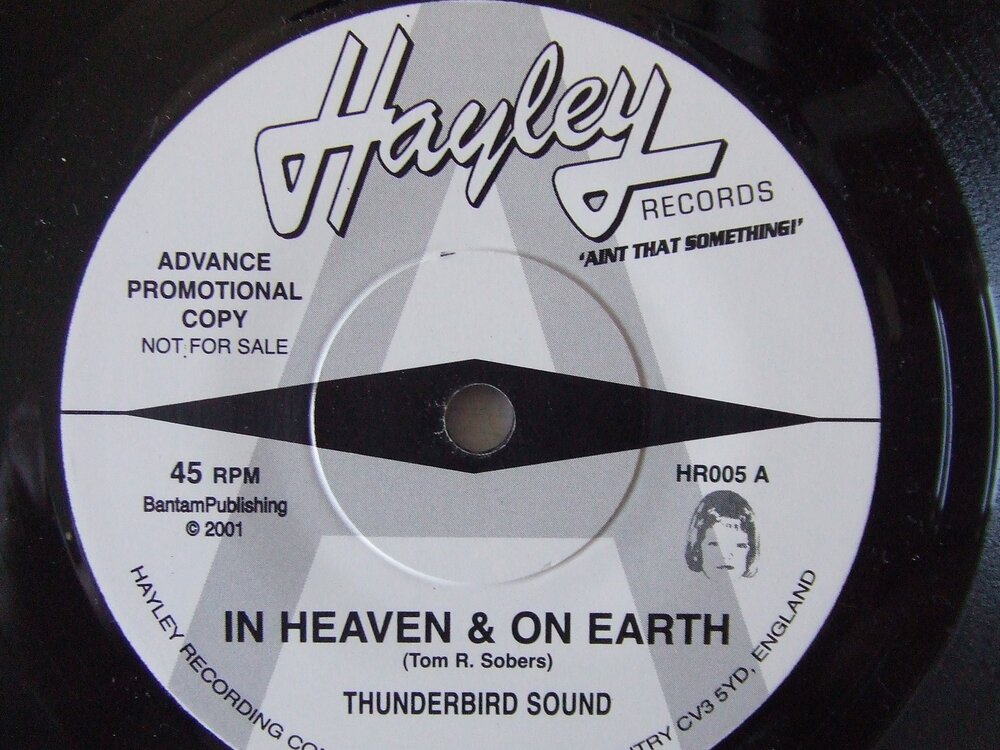 Hayley
RECORDS
'AINT THAT SOMETHING!'
ADVANCE
PROMOTIONAL
COPY
NOT FOR SALE
A
45 RPM
BantamPublishing
© 2001
HR005 A
IN HEAVEN & ON EARTH
(Tom R. Sobers)
THUNDERBIRD SOUND
HAYLEY RECORDING CO TRY CV3 5YD, ENGLAND